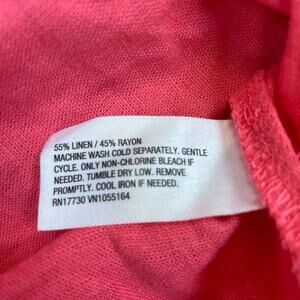 55% LINEN / 45% RAYON
MACHINE WASH COLD SEPARATELY. GENTLE
CYCLE. ONLY NON-CHLORINE BLEACH IF
NEEDED. TUMBLE DRY LOW. REMOVE
PROMPTLY. COOL IRON IF NEEDED.
RN17730 VN1055164